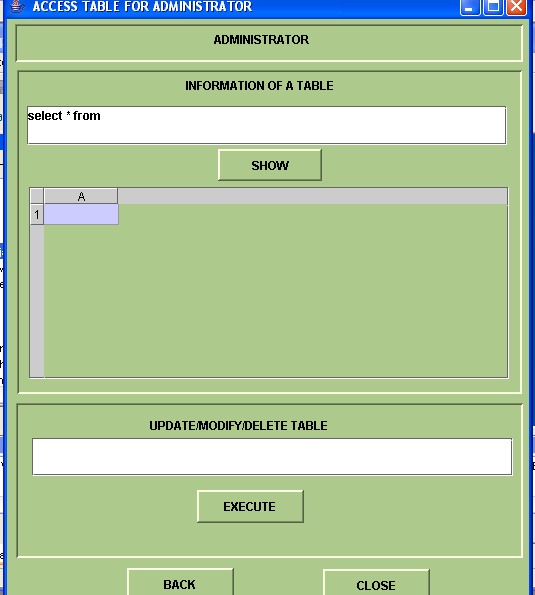 ACCESS TABLE FOR ADMINISTRATOR
ADMINISTRATOR
INFORMATION OF A TABLE
select * from
SHOW
A
1
UPDATE/MODIFY/DELETE TABLE
EXECUTE
BACK
CLOSE